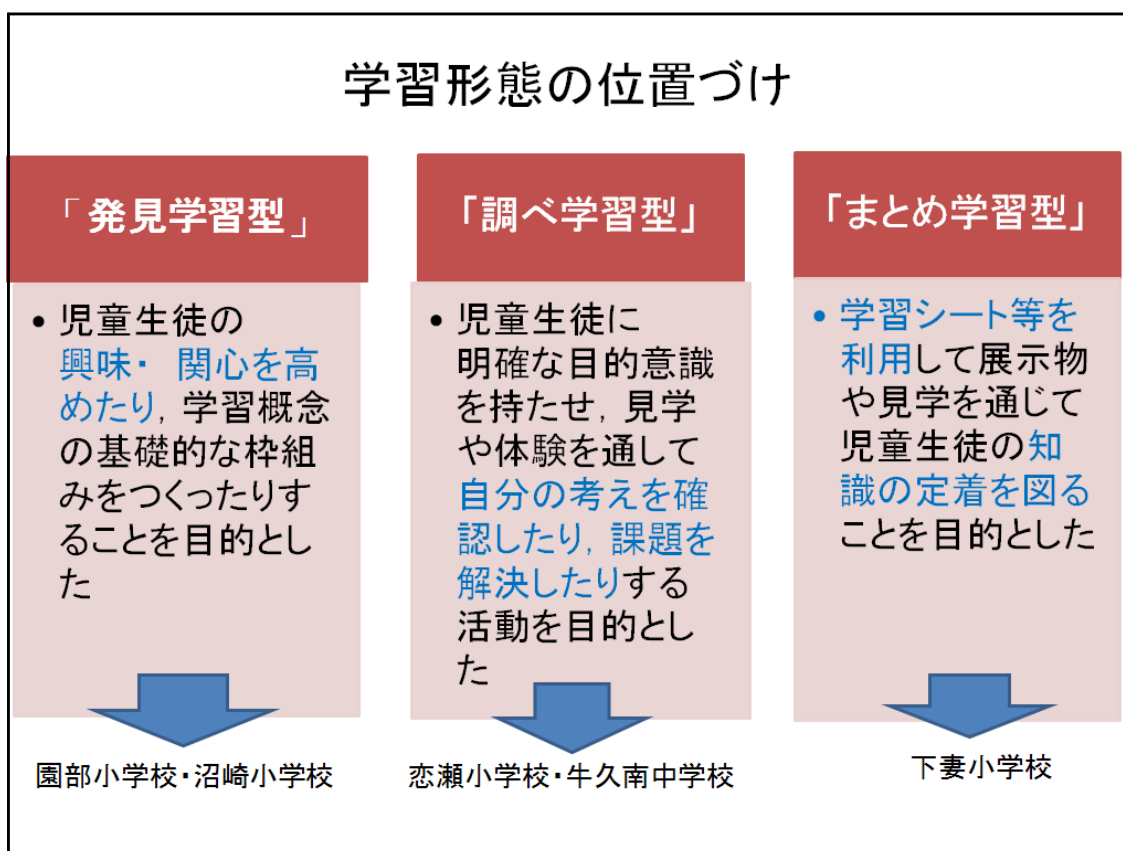 学習形態の位置づけ
「発見学習型」
• 児童生徒の
興味・ 関心を高
めたり, 学習概念
の基礎的な枠組
みをつくったりす
ることを目的とし
た
園部小学校・沼崎小学校
「調べ学習型」
• 児童生徒に
明確な目的意識
を持たせ, 見学
や体験を通して
自分の考えを確
認したり, 課題を
解決したりする
活動を目的とし
た
恋瀬小学校・牛久南中学校
「まとめ学習型」
• 学習シート等を
利用して展示物
や見学を通じて
児童生徒の知
識の定着を図る
ことを目的とした
下妻小学校